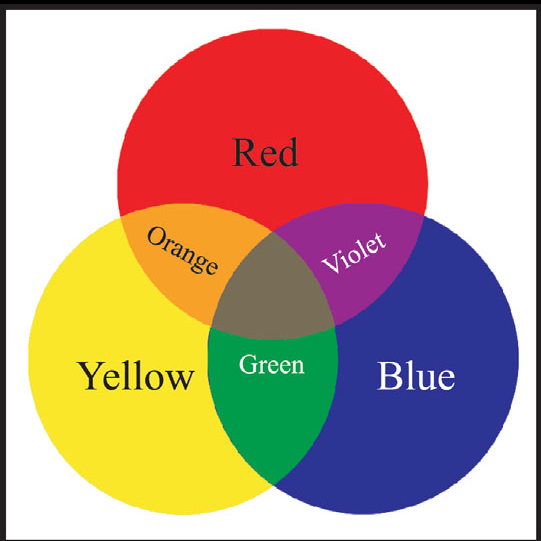 Red
Orange
Violet
Yellow
Green
Blue